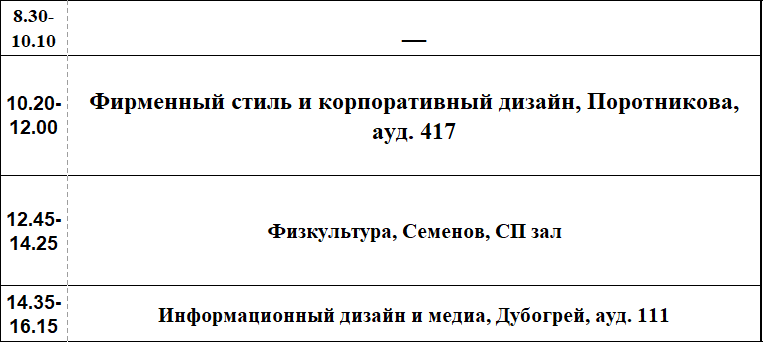 8.30-
10.10
—
10.20-
12.00
Фирменный стиль и корпоративный дизайн, Поротникова,
ауд. 417
12.45-
14.25
Физкультура, Семенов, СП зал
14.35-
16.15
Информационный дизайн и медиа, Дубогрей, ауд. 111